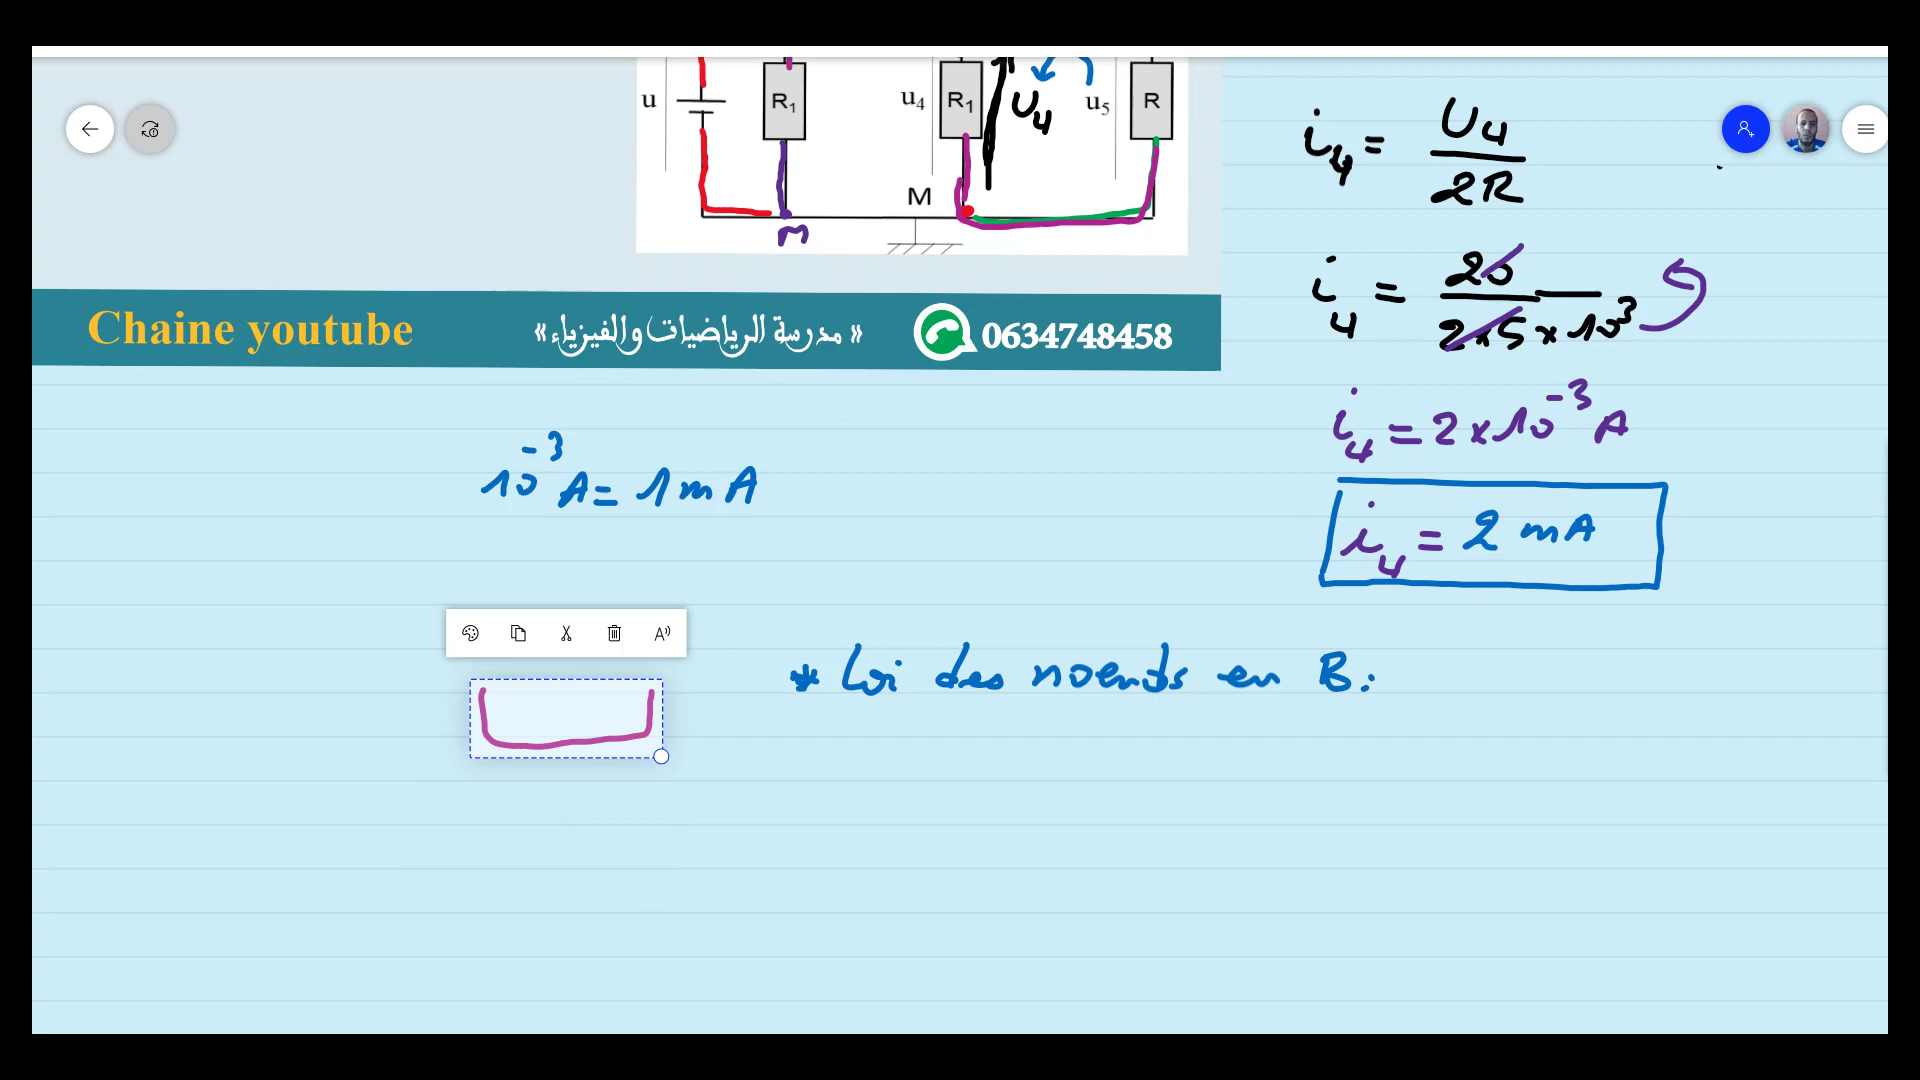 u R₁ u₄ R₁ U₄ u₅ R
M
m
Chaine youtube « مدرسة الرياضيات والفيزياء » 0634748458
i₄ = U₄ / 2R
i₄ = 20 / 2×5×10³
i₄ = 2×10⁻³ A
i₄ = 2 mA
10⁻³ A = 1 mA
* Loi des noends en B :